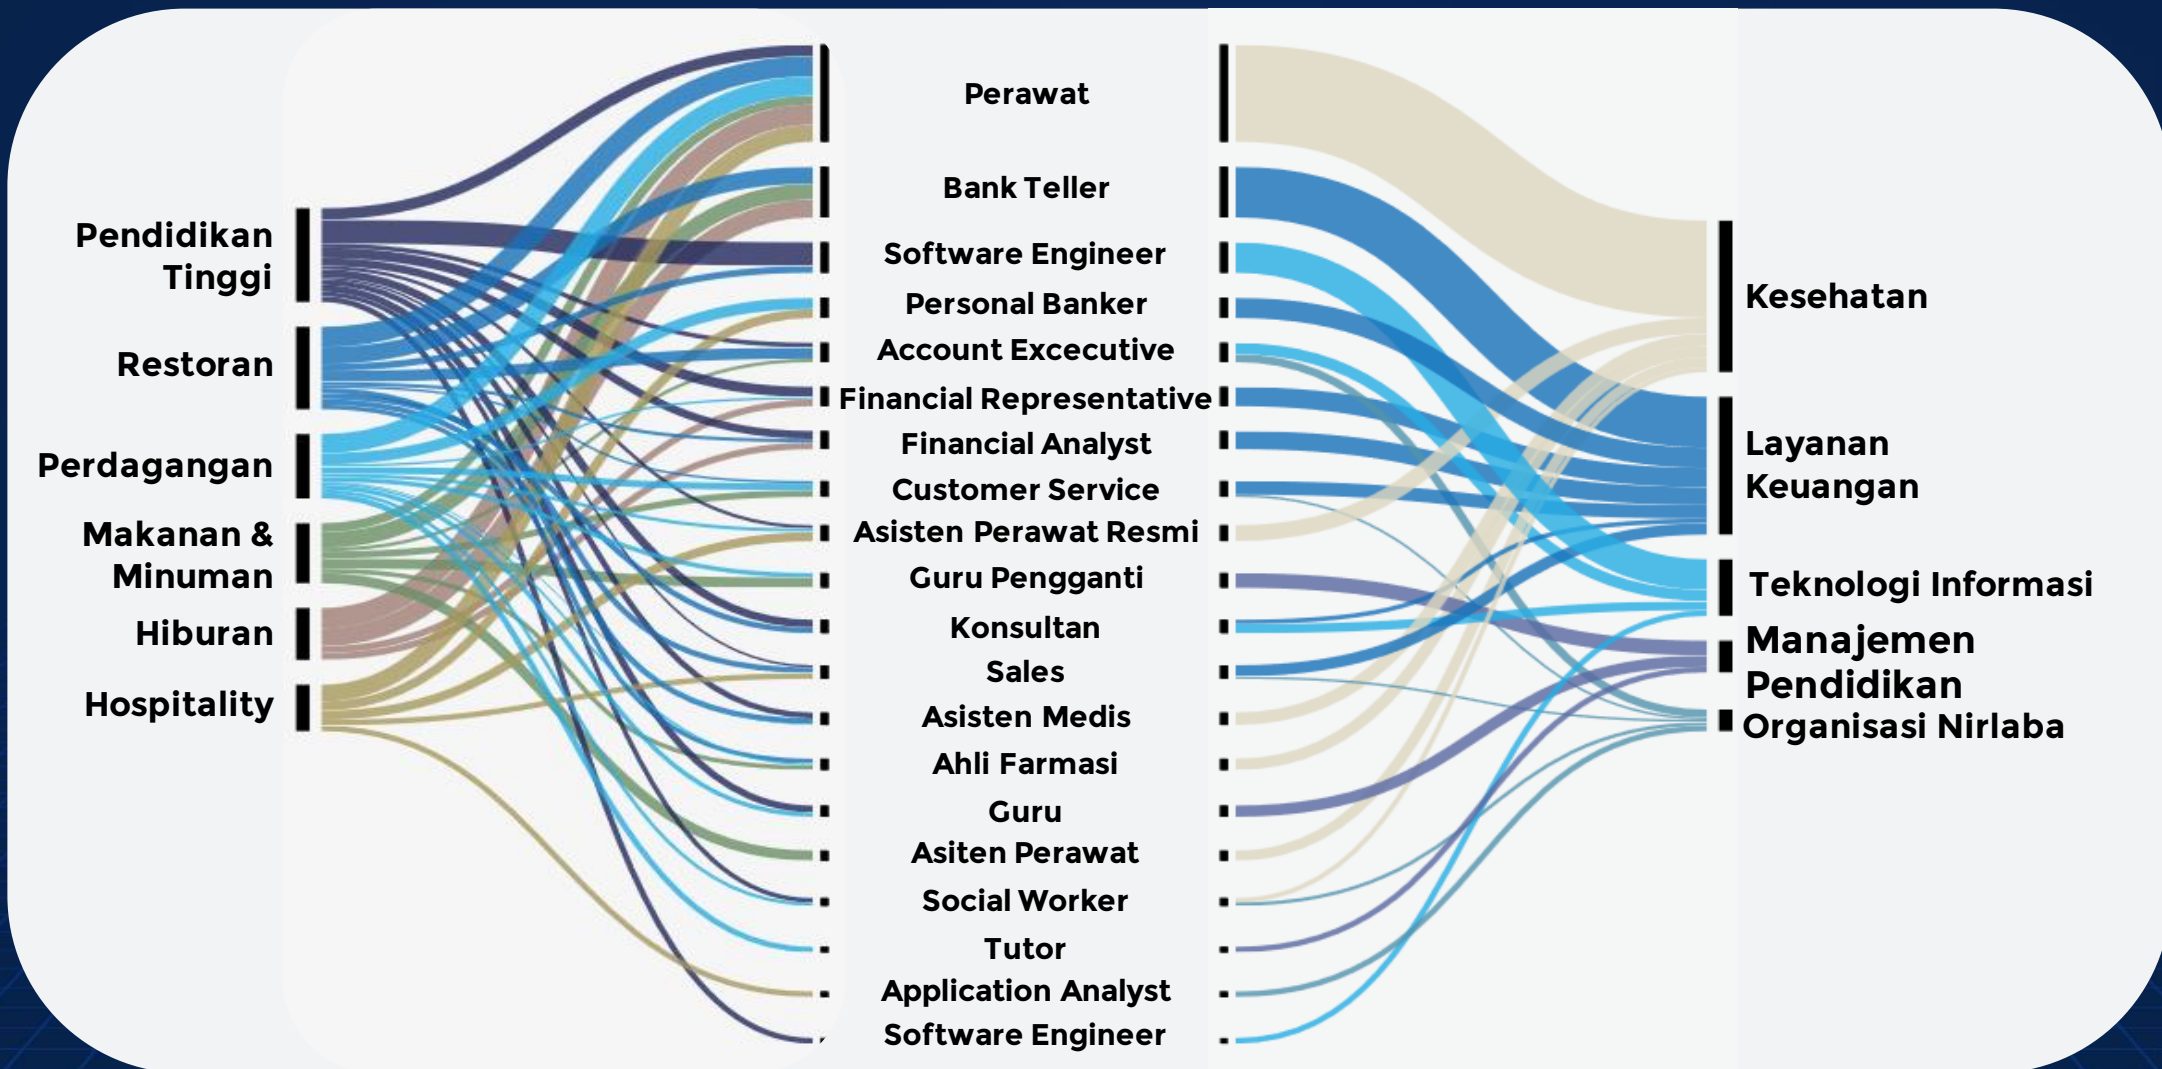 Pendidikan
Tinggi
Restoran
Perdagangan
Makanan &
Minuman
Hiburan
Hospitality
Perawat
Bank Teller
Software Engineer
Personal Banker
Account Excecutive
Financial Representative
Financial Analyst
Customer Service
Asisten Perawat Resmi
Guru Pengganti
Konsultan
Sales
Asisten Medis
Ahli Farmasi
Guru
Asiten Perawat
Social Worker
Tutor
Application Analyst
Software Engineer
Kesehatan
Layanan
Keuangan
Teknologi Informasi
Manajemen
Pendidikan
Organisasi Nirlaba